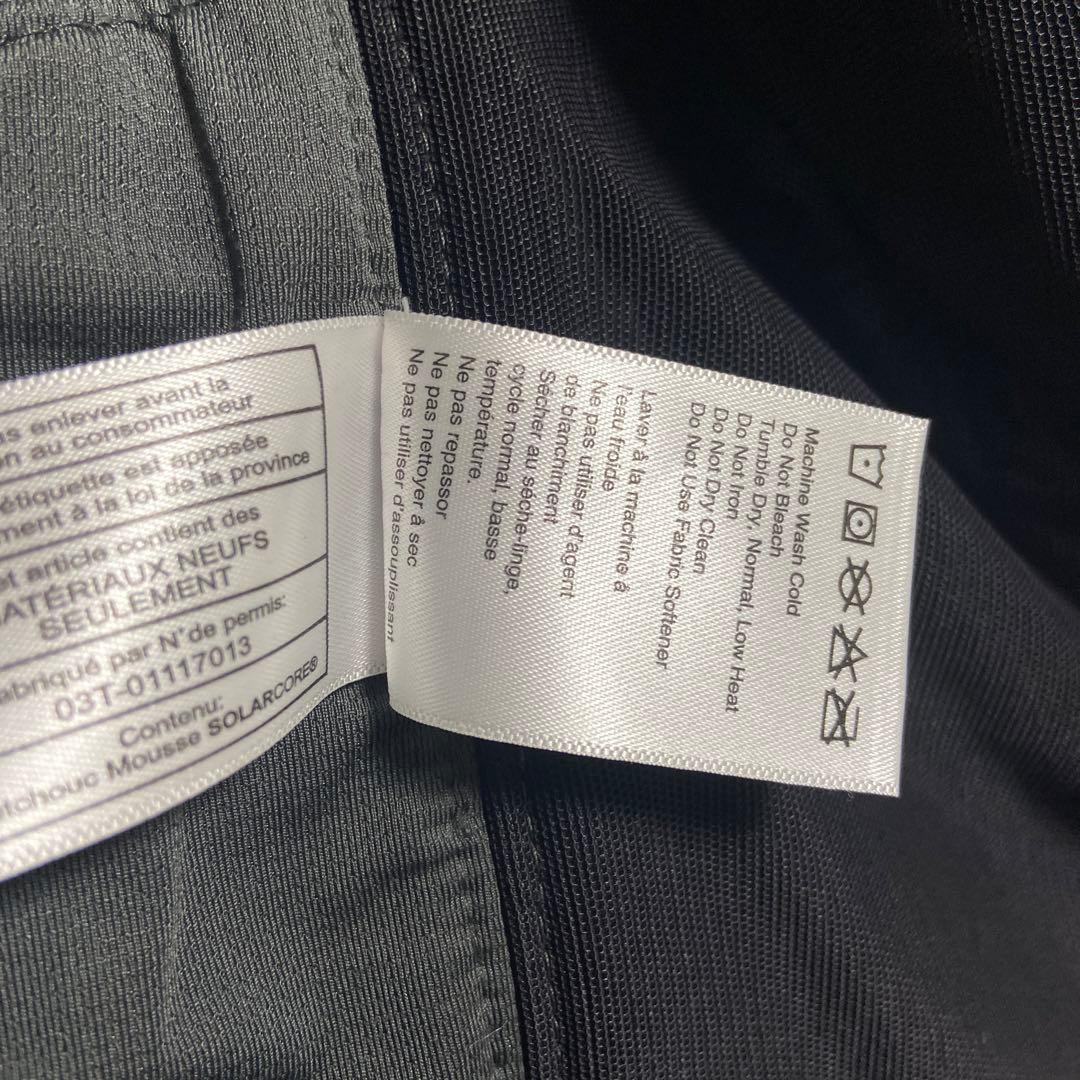 s enlever avant la
n au consommateur
étiquette est apposée
ment à la loi de la province
et article contient des
MATÉRIAUX NEUFS
SEULEMENT
abriqué par N° de permis:
03T-01117013
Contenu:
tchouc Mousse SOLARCORE®
Machine Wash Cold
Do Not Bleach
Tumble Dry, Normal, Low Heat
Do Not Iron
Do Not Dry Clean
Do Not Use Fabric Softener
Laver à la machine à
l'eau froide
Ne pas utiliser d'agent
de blanchiment
Sécher au séche-linge,
cycle normal, basse
température.
Ne pas repassor
Ne pas nettoyer à sec
Ne pas utiliser d'assouplissant